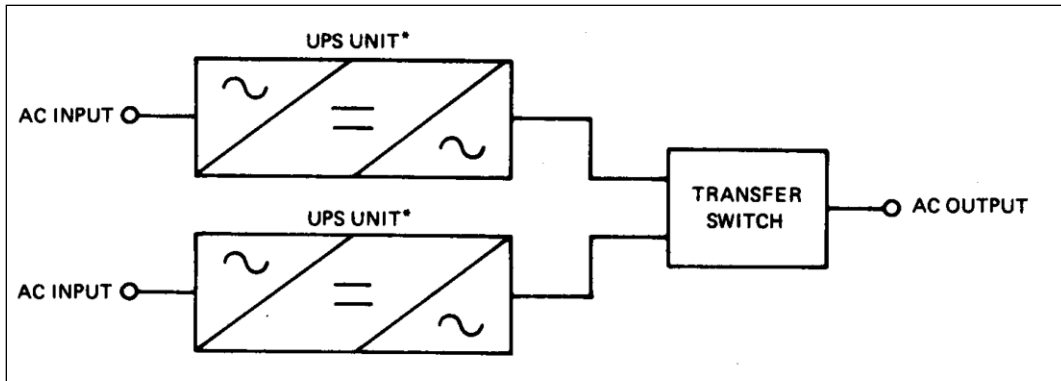 UPS UNIT*
AC INPUT
UPS UNIT*
AC INPUT
TRANSFER
SWITCH
AC OUTPUT